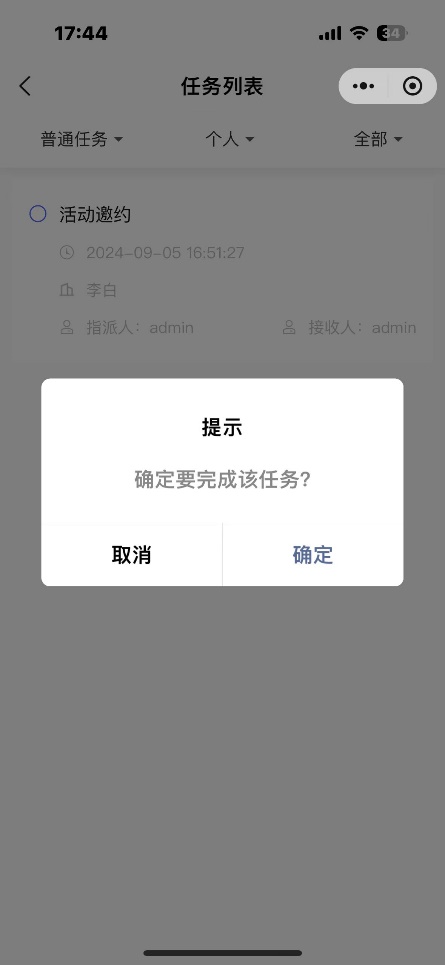 17:44
34
任务列表
普通任务 个人 全部
活动邀约
2024-09-05 16:51:27
李白
指派人：admin 接收人：admin
提示
确定要完成该任务?
取消 确定